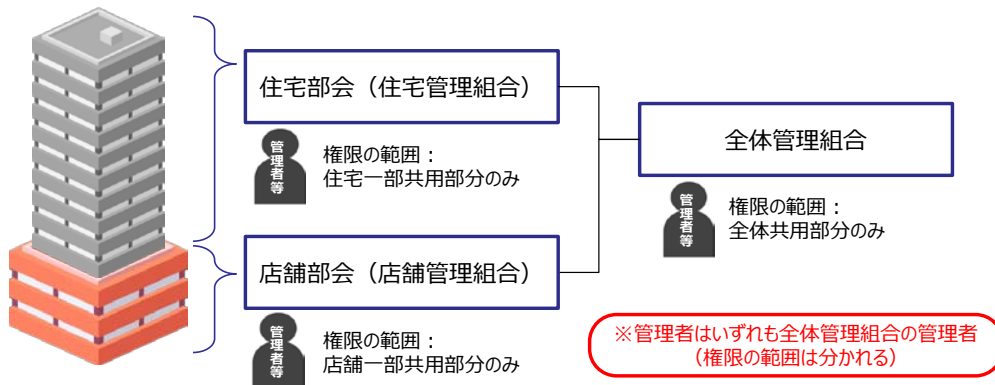 住宅部会（住宅管理組合）
管理者等
権限の範囲：
住宅一部共用部分のみ
全体管理組合
管理者等
権限の範囲：
全体共用部分のみ
店舗部会（店舗管理組合）
管理者等
権限の範囲：
店舗一部共用部分のみ
※管理者はいずれも全体管理組合の管理者
（権限の範囲は分かれる）